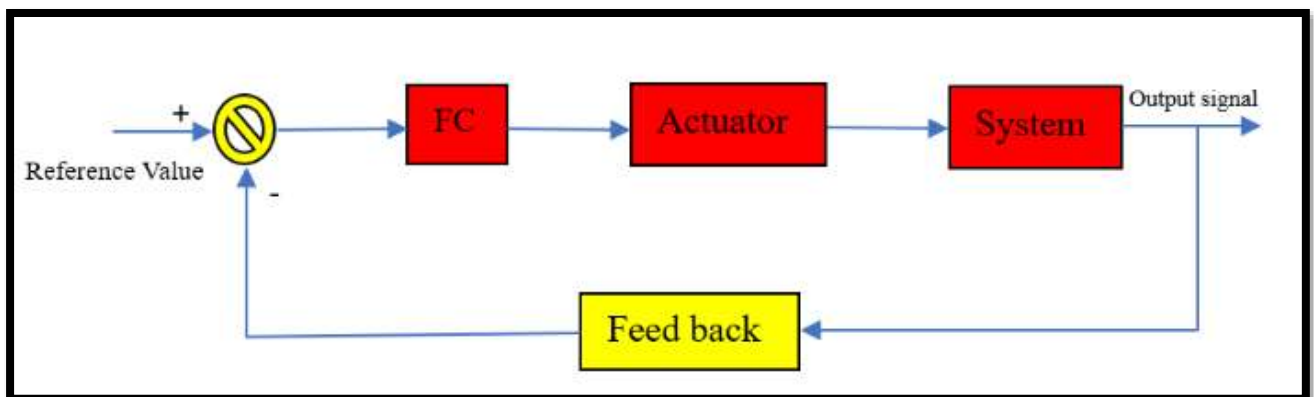 +
Reference Value
-
FC
Actuator
System
Output signal
Feed back